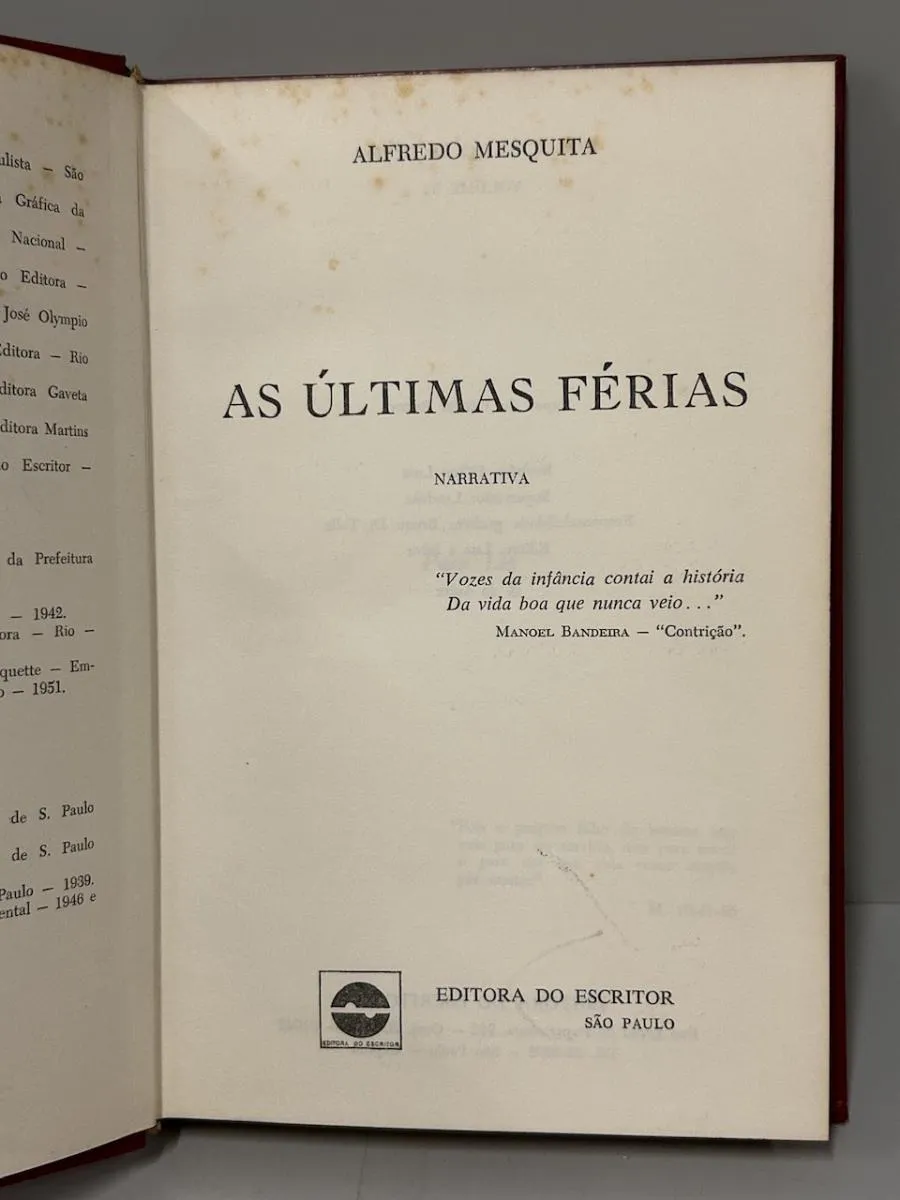 ulista — São
Gráfica da
Nacional —
o Editora —
José Olympio
Editora — Rio
ditora Gaveta
ditora Martins
o Escritor —
da Prefeitura
— 1942.
ora — Rio —
quette — Em-
— 1951.
de S. Paulo
de S. Paulo
Paulo — 1939.
ental — 1946 e
ALFREDO MESQUITA
AS ÚLTIMAS FÉRIAS
NARRATIVA
“Vozes da infância contai a história
Da vida boa que nunca veio...”
MANOEL BANDEIRA — “Contrição”.
EDITORA DO ESCRITOR
EDITORA DO ESCRITOR
SÃO PAULO